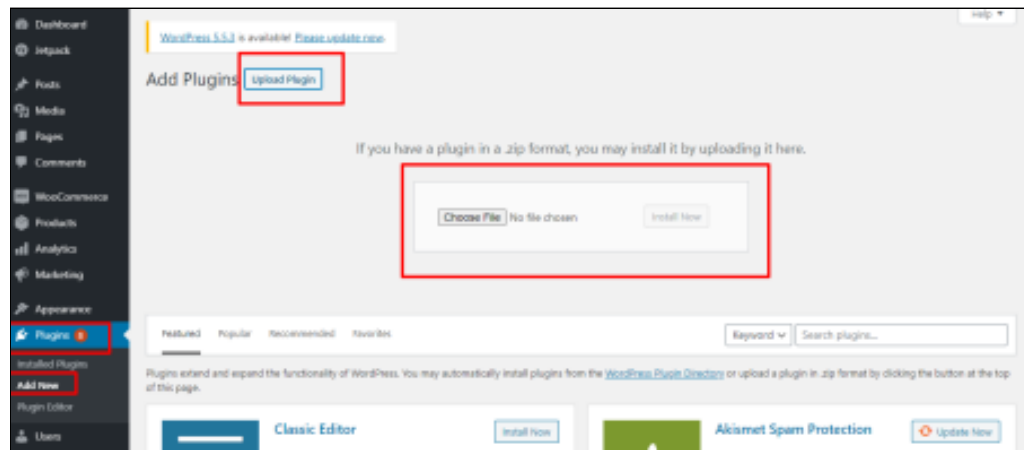 Help ▼
Dashboard
Jetpack
Posts
Media
Pages
Comments
WooCommerce
Products
Analytics
Marketing
Appearance
Plugins
Installed Plugins
Add New
Plugin Editor
Users
WordPress 5.5.3 is available! Please update now.
Add Plugins Upload Plugin
If you have a plugin in a .zip format, you may install it by uploading it here.
Choose File No file chosen Install Now
Featured Popular Recommended Favorites Keyword Search plugins...
Plugins extend and expand the functionality of WordPress. You may automatically install plugins from the WordPress Plugin Directory or upload a plugin in .zip format by clicking the button at the top
of this page.
Classic Editor Install Now Akismet Spam Protection Update Now